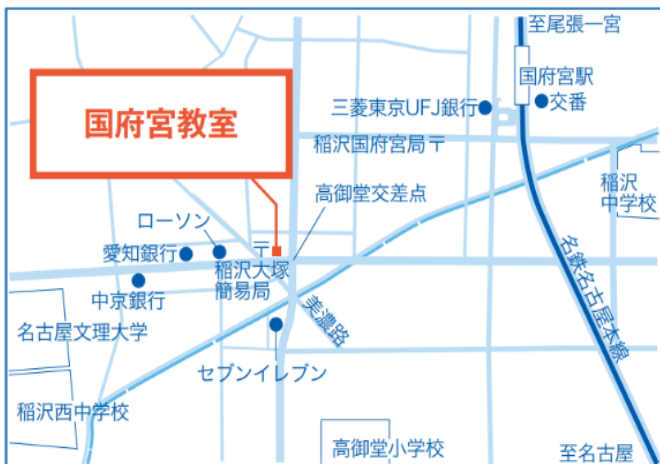 至尾張一宮
国府宮駅
交番
三菱東京UFJ銀行
国府宮教室
稲沢国府宮局〒
稲沢
中学校
高御堂交差点
ローソン
愛知銀行
〒
稲沢大塚
簡易局
中京銀行
美濃路
名鉄名古屋本線
名古屋文理大学
セブンイレブン
稲沢西中学校
高御堂小学校
至名古屋